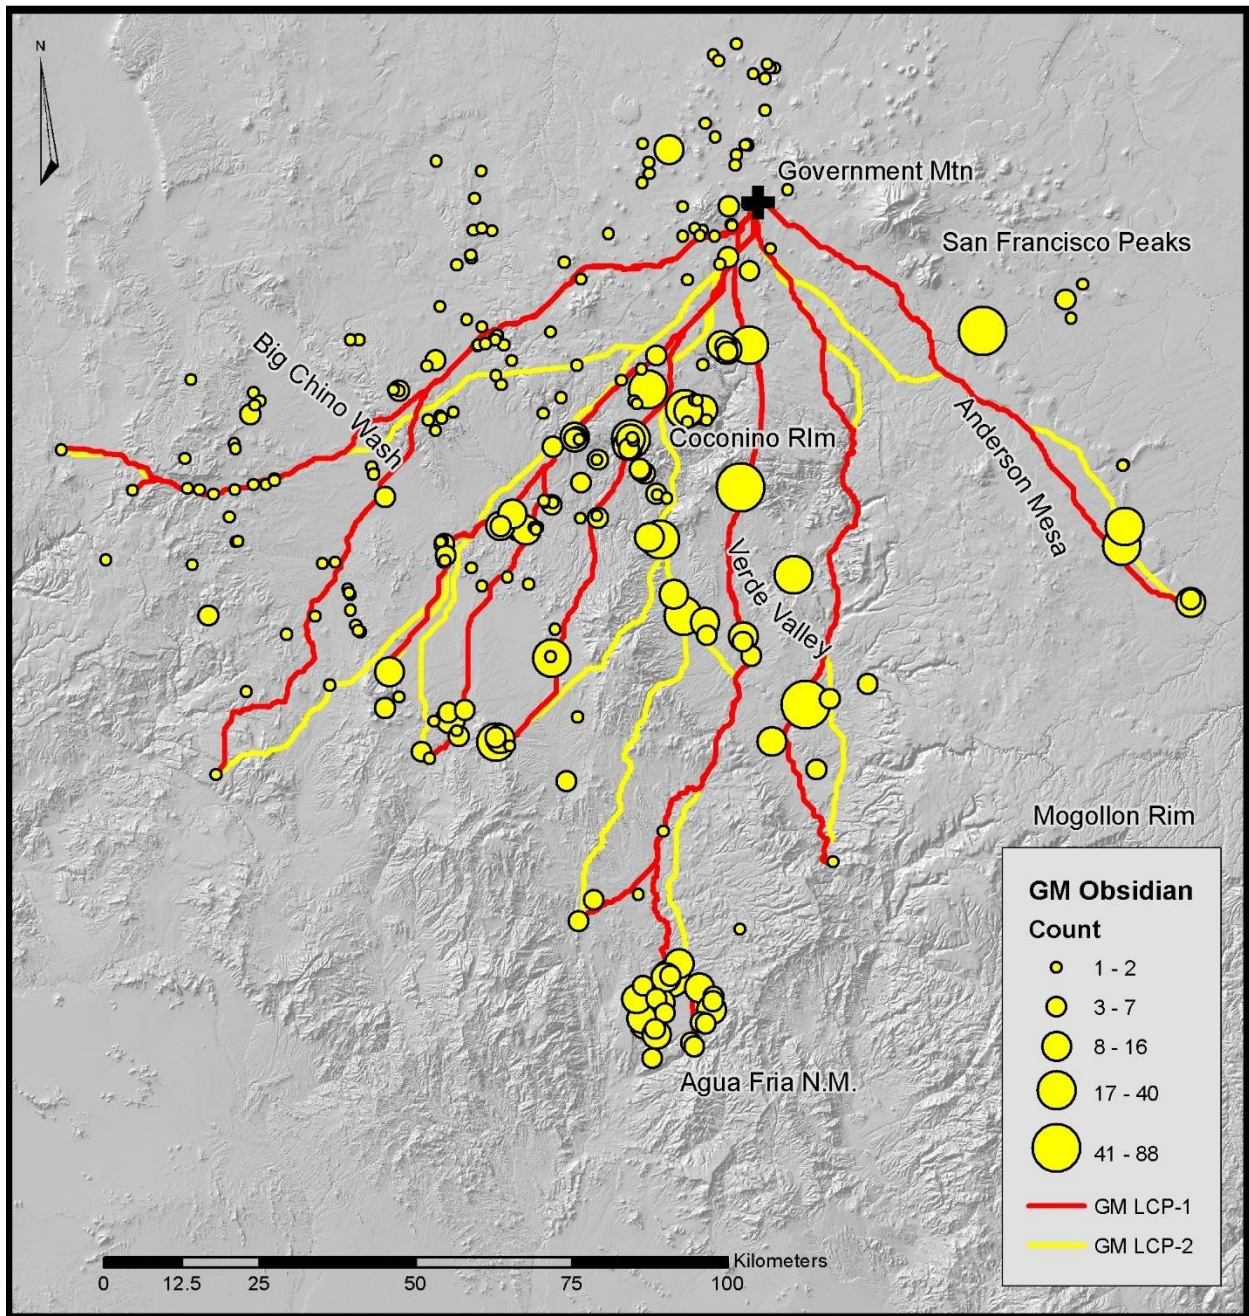 N
Government Mtn
San Francisco Peaks
Big Chino Wash
Anderson Mesa
Coconino RIm
Verde Valley
Mogollon Rim
Agua Fria N.M.
GM Obsidian
Count
1 - 2
3 - 7
8 - 16
17 - 40
41 - 88
GM LCP-1
GM LCP-2
Kilometers
0 12.5 25 50 75 100